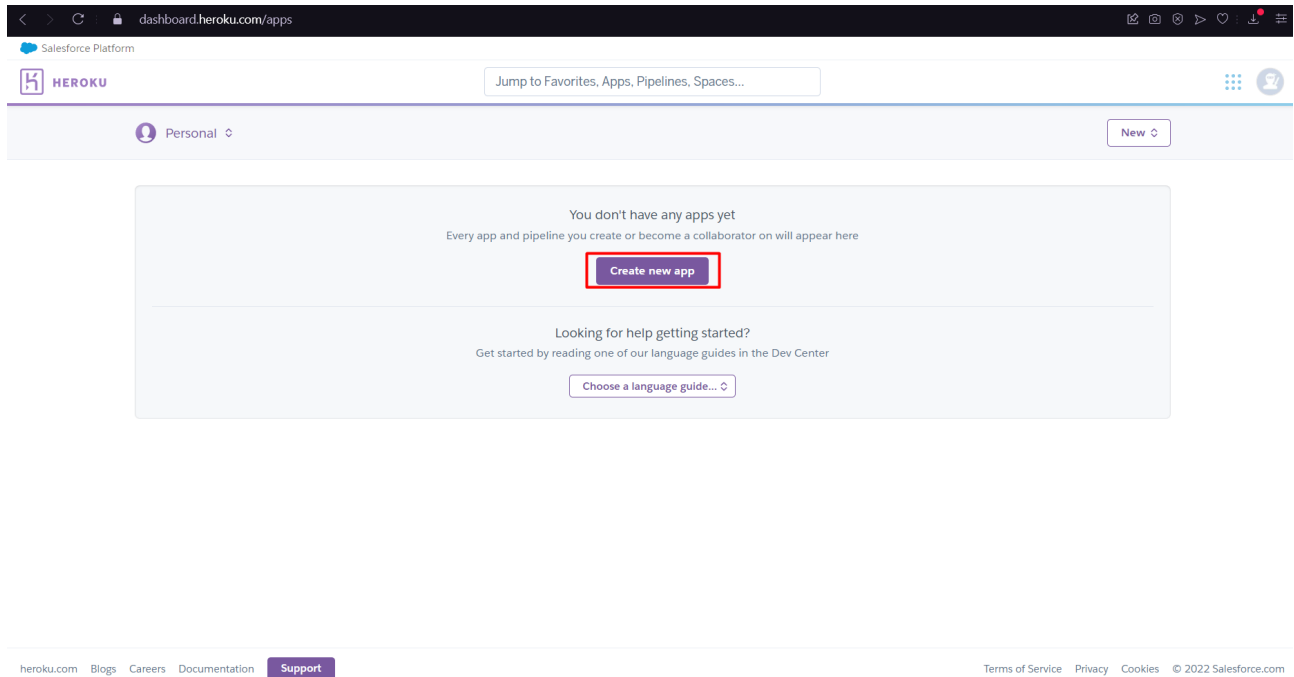 dashboard.heroku.com/apps
Salesforce Platform
HEROKU
Jump to Favorites, Apps, Pipelines, Spaces...
Personal
New
You don't have any apps yet
Every app and pipeline you create or become a collaborator on will appear here
Create new app
Looking for help getting started?
Get started by reading one of our language guides in the Dev Center
Choose a language guide...
heroku.com Blogs Careers Documentation Support
Terms of Service Privacy Cookies © 2022 Salesforce.com